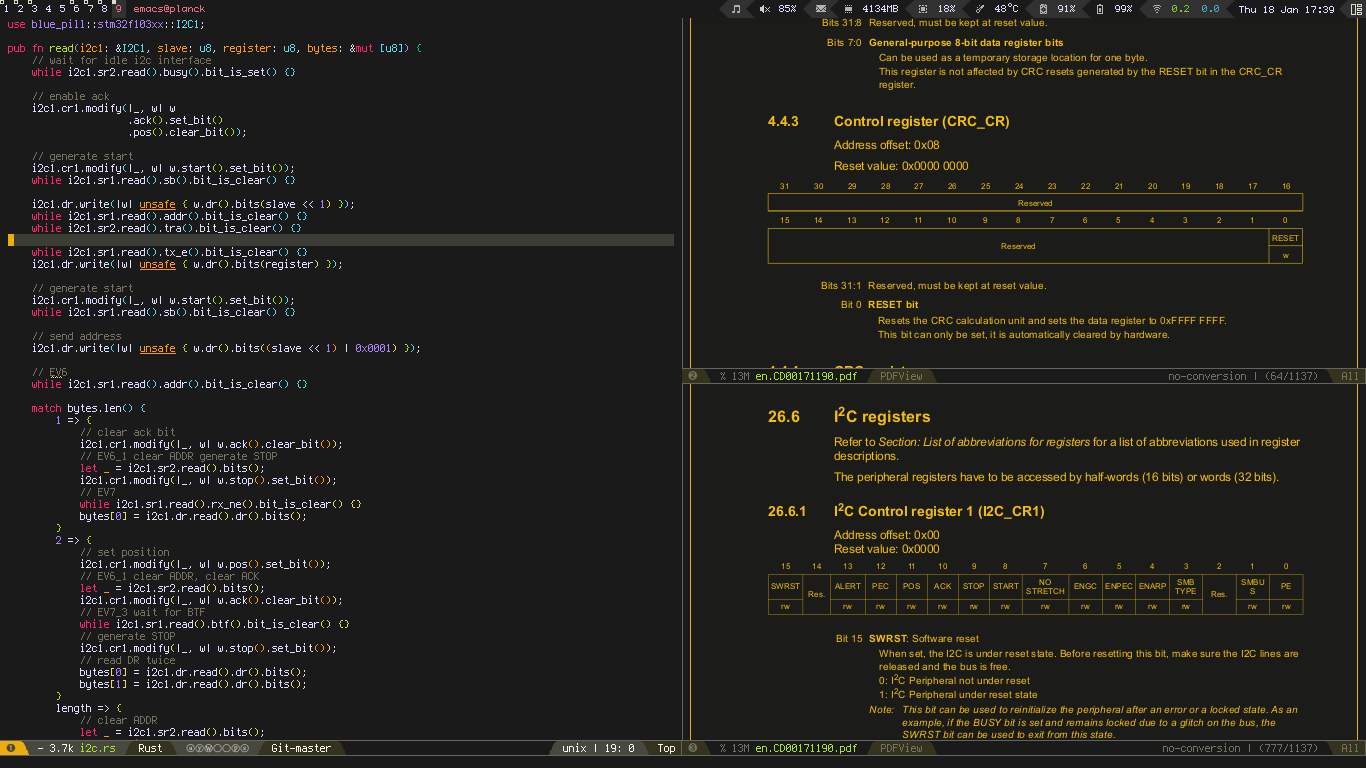 1 2 3 4 5 6 7 8 9 emacs@planck 85% 4134MB 18% 48°C 91% 99% 0.2 0.0 Thu 18 Jan 17:39
use blue_pill::stm32f103xx::I2C1;
pub fn read(i2c1: &I2C1, slave: u8, register: u8, bytes: &mut [u8]) {
// wait for idle i2c interface
while i2c1.sr2.read().busy().bit_is_set() {}
// enable ack
i2c1.cr1.modify(|_, w| w
.ack().set_bit()
.pos().clear_bit());
// generate start
i2c1.cr1.modify(|_, w| w.start().set_bit());
while i2c1.sr1.read().sb().bit_is_clear() {}
i2c1.dr.write(|w| unsafe { w.dr().bits(slave << 1) });
while i2c1.sr1.read().addr().bit_is_clear() {}
while i2c1.sr2.read().tra().bit_is_clear() {}
while i2c1.sr1.read().tx_e().bit_is_clear() {}
i2c1.dr.write(|w| unsafe { w.dr().bits(register) });
// generate start
i2c1.cr1.modify(|_, w| w.start().set_bit());
while i2c1.sr1.read().sb().bit_is_clear() {}
// send address
i2c1.dr.write(|w| unsafe { w.dr().bits((slave << 1) | 0x0001) });
// EV6
while i2c1.sr1.read().addr().bit_is_clear() {}
match bytes.len() {
1 => {
// clear ack bit
i2c1.cr1.modify(|_, w| w.ack().clear_bit());
// EV6_1 clear ADDR generate STOP
let _ = i2c1.sr2.read().bits();
i2c1.cr1.modify(|_, w| w.stop().set_bit());
// EV7
while i2c1.sr1.read().rx_ne().bit_is_clear() {}
bytes[0] = i2c1.dr.read().dr().bits();
}
2 => {
// set position
i2c1.cr1.modify(|_, w| w.pos().set_bit());
// EV6_1 clear ADDR, clear ACK
let _ = i2c1.sr2.read().bits();
i2c1.cr1.modify(|_, w| w.ack().clear_bit());
// EV7_3 wait for BTF
while i2c1.sr1.read().btf().bit_is_clear() {}
// generate STOP
i2c1.cr1.modify(|_, w| w.stop().set_bit());
// read DR twice
bytes[0] = i2c1.dr.read().dr().bits();
bytes[1] = i2c1.dr.read().dr().bits();
}
length => {
// clear ADDR
let _ = i2c1.sr2.read().bits();
- 3.7k i2c.rs Rust Git-master unix | 19: 0 Top
Bits 31:8 Reserved, must be kept at reset value.
Bits 7:0 General-purpose 8-bit data register bits
Can be used as a temporary storage location for one byte.
This register is not affected by CRC resets generated by the RESET bit in the CRC_CR
register.
4.4.3 Control register (CRC_CR)
Address offset: 0x08
Reset value: 0x0000 0000
31 30 29 28 27 26 25 24 23 22 21 20 19 18 17 16
Reserved
15 14 13 12 11 10 9 8 7 6 5 4 3 2 1 0
Reserved RESET
w
Bits 31:1 Reserved, must be kept at reset value.
Bit 0 RESET bit
Resets the CRC calculation unit and sets the data register to 0xFFFF FFFF.
This bit can only be set, it is automatically cleared by hardware.
2 % 13M en.CD00171190.pdf PDFView no-conversion | (64/1137) All
26.6 I2C registers
Refer to Section: List of abbreviations for registers for a list of abbreviations used in register
descriptions.
The peripheral registers have to be accessed by half-words (16 bits) or words (32 bits).
26.6.1 I2C Control register 1 (I2C_CR1)
Address offset: 0x00
Reset value: 0x0000
15 14 13 12 11 10 9 8 7 6 5 4 3 2 1 0
SWRST Res. ALERT PEC POS ACK STOP START NO STRETCH ENGC ENPEC ENARP SMB TYPE Res. SMBU S PE
rw rw rw rw rw rw rw rw rw rw rw rw rw rw
Bit 15 SWRST: Software reset
When set, the I2C is under reset state. Before resetting this bit, make sure the I2C lines are
released and the bus is free.
0: I2C Peripheral not under reset
1: I2C Peripheral under reset state
Note: This bit can be used to reinitialize the peripheral after an error or a locked state. As an
example, if the BUSY bit is set and remains locked due to a glitch on the bus, the
SWRST bit can be used to exit from this state.
3 % 13M en.CD00171190.pdf PDFView no-conversion | (777/1137) All